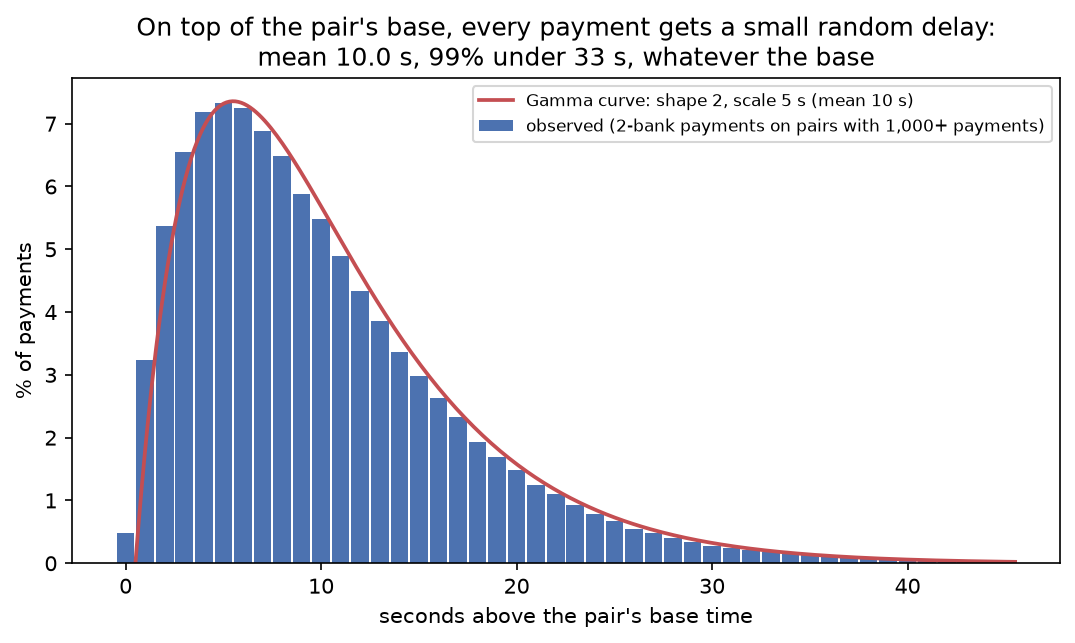 On top of the pair's base, every payment gets a small random delay:
mean 10.0 s, 99% under 33 s, whatever the base
Gamma curve: shape 2, scale 5 s (mean 10 s)
observed (2-bank payments on pairs with 1,000+ payments)
% of payments
7
6
5
4
3
2
1
0
0 10 20 30 40
seconds above the pair's base time